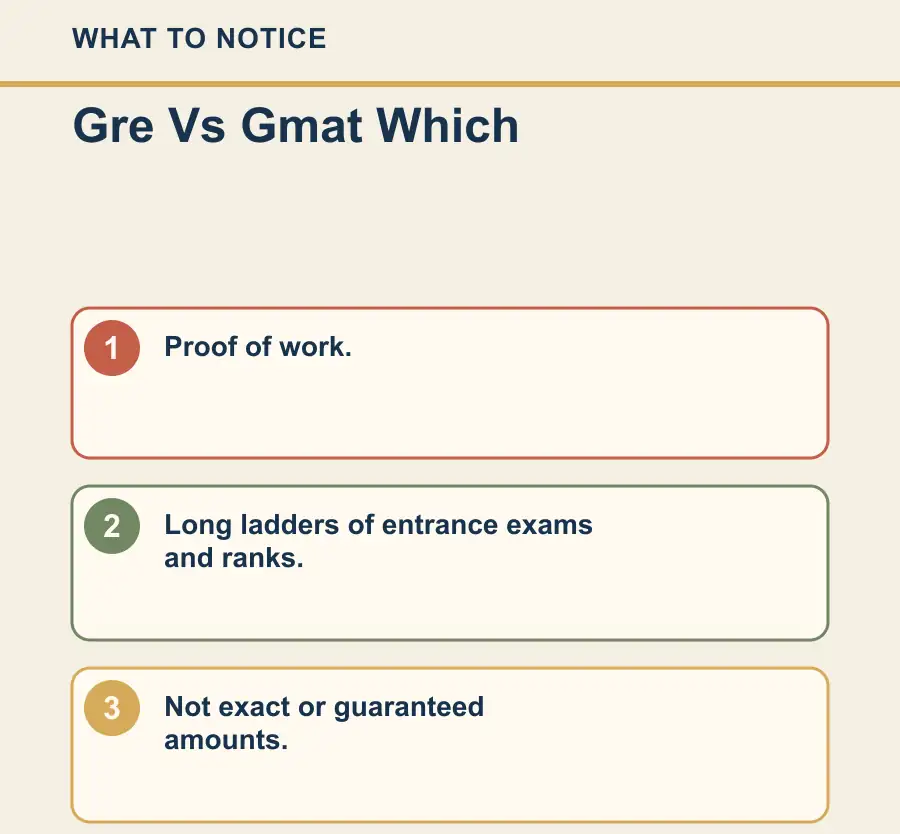 WHAT TO NOTICE
Gre Vs Gmat Which
1
Proof of work.
2
Long ladders of entrance exams
and ranks.
3
Not exact or guaranteed
amounts.